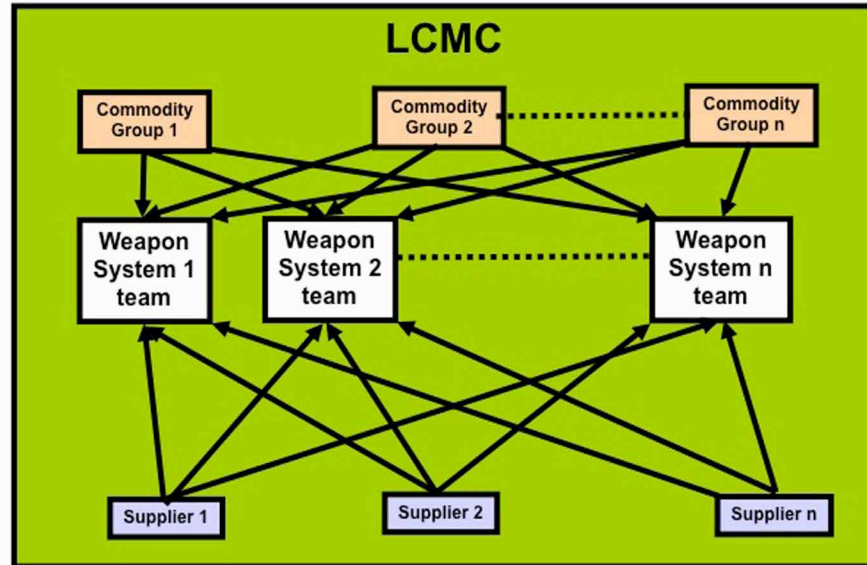 LCMC
Commodity
Group 1
Commodity
Group 2
Commodity
Group n
Weapon
System 1
team
Weapon
System 2
team
Weapon
System n
team
Supplier 1
Supplier 2
Supplier n